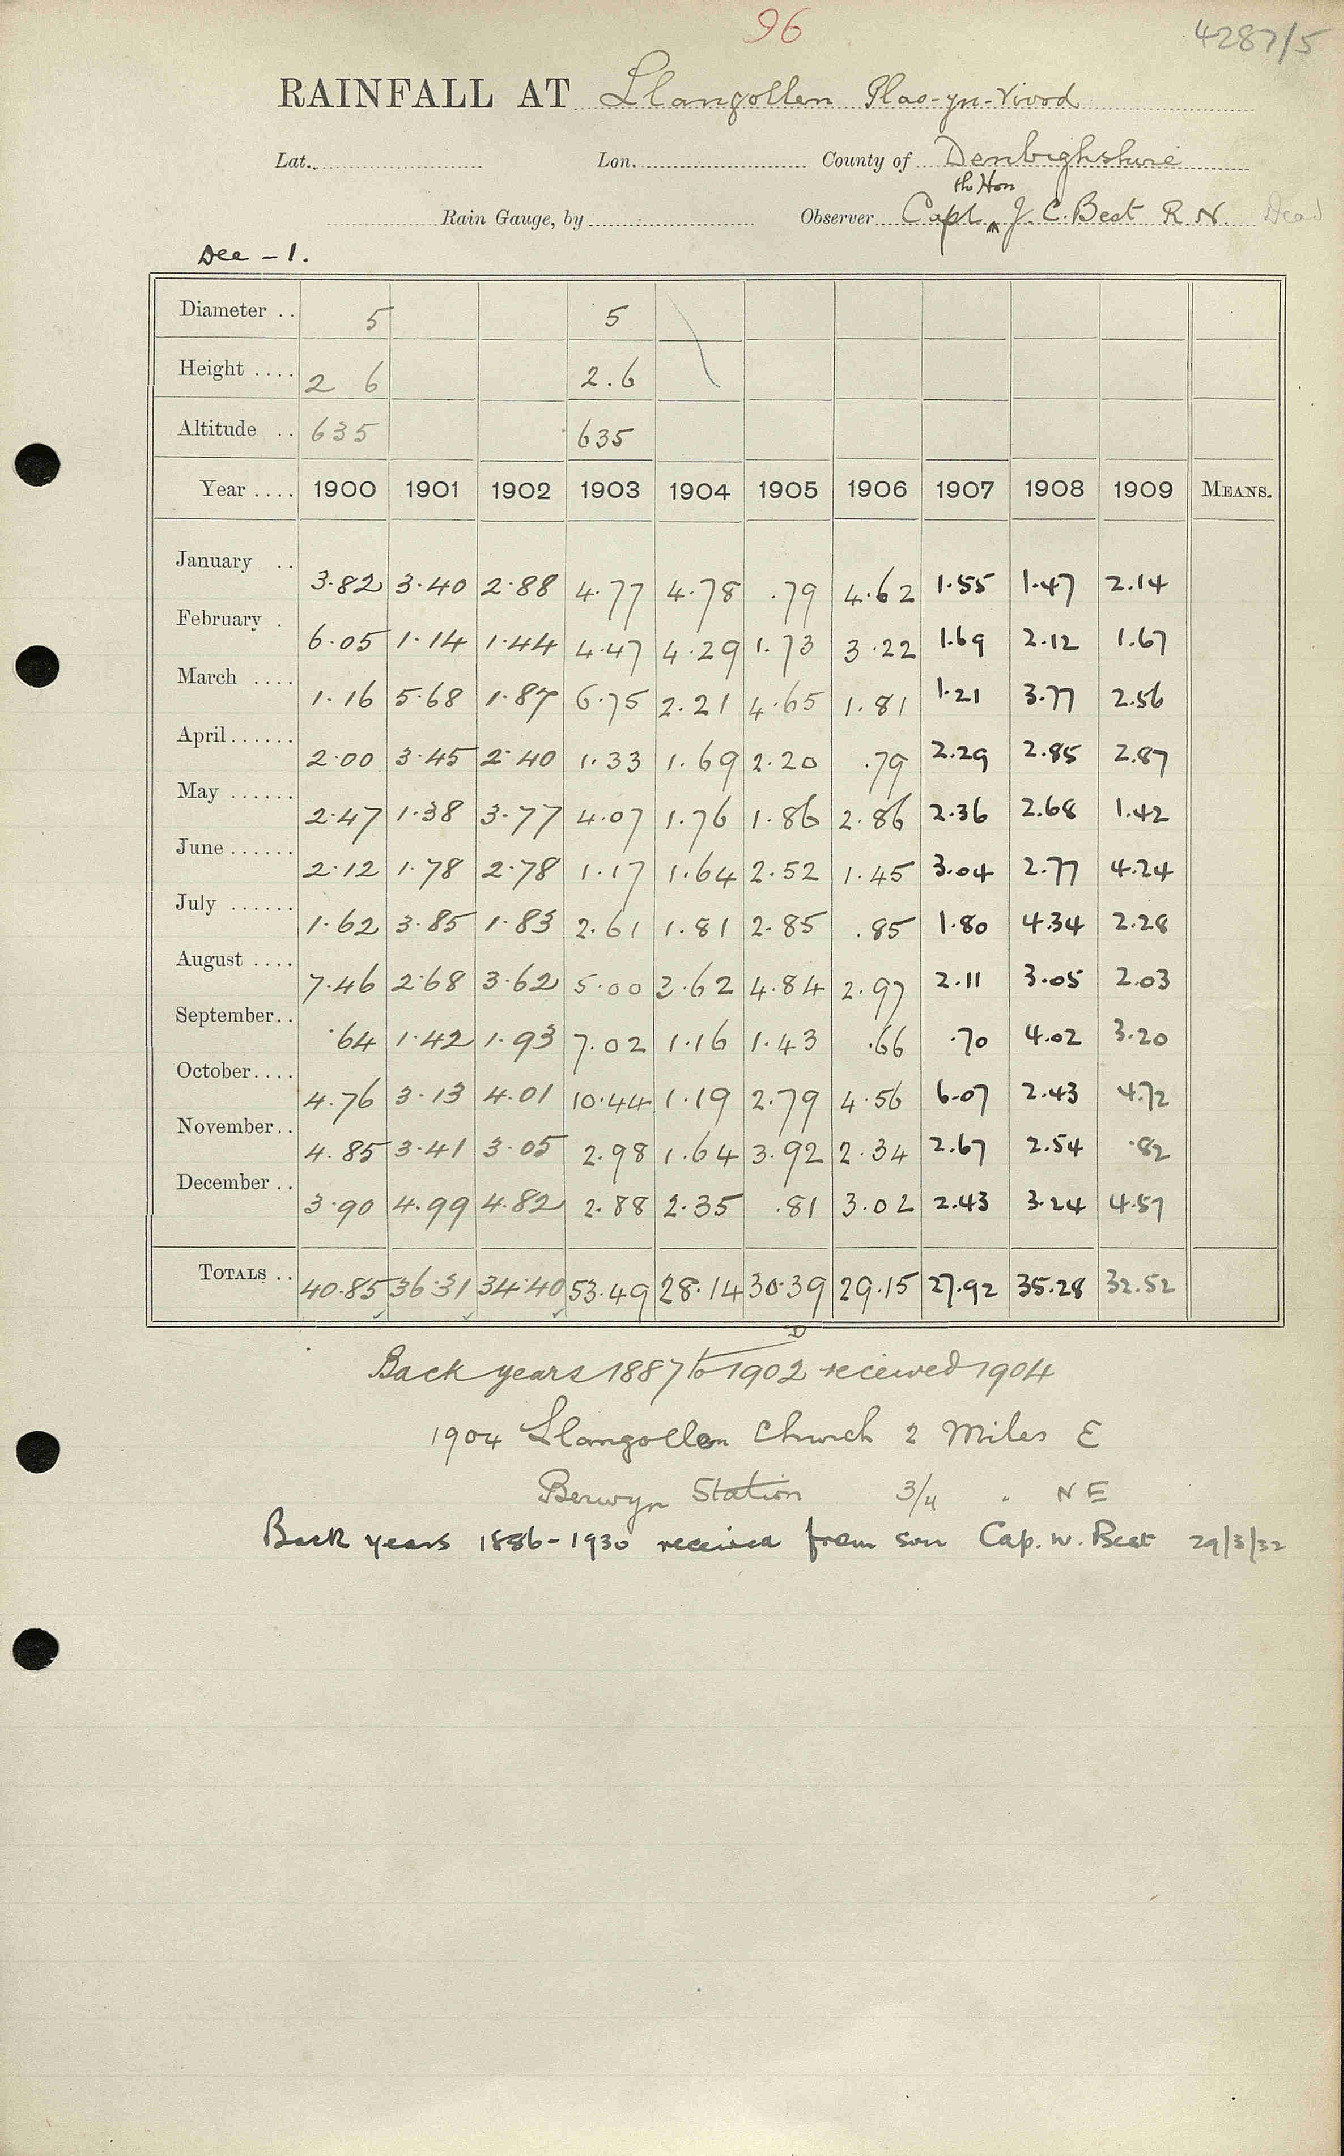 96
4287/5
RAINFALL AT Llangollen Plas-yn-Vivod
Lat. Lon. County of Denbighshire
Rain Gauge, by Observer Capt. th Hon J. C. Best R.N. Dead
Dee - 1.
Diameter .. 5 5
Height .... 2 6 2.6
Altitude .. 635 635
Year .... 1900 1901 1902 1903 1904 1905 1906 1907 1908 1909 MEANS.
January .. 3.82 3.40 2.88 4.77 4.78 .79 4.62 1.55 1.47 2.14
February . 6.05 1.14 1.44 4.47 4.29 1.73 3.22 1.69 2.12 1.67
March .... 1.16 5.68 1.87 6.75 2.21 4.65 1.81 1.21 3.77 2.56
April...... 2.00 3.45 2.40 1.33 1.69 2.20 .79 2.29 2.85 2.87
May ...... 2.47 1.38 3.77 4.07 1.76 1.86 2.86 2.36 2.68 1.42
June ...... 2.12 1.78 2.78 1.17 1.64 2.52 1.45 3.04 2.77 4.24
July ...... 1.62 3.85 1.83 2.61 1.81 2.85 .85 1.80 4.34 2.28
August .... 7.46 2.68 3.62 5.00 3.62 4.84 2.97 2.11 3.05 2.03
September.. .64 1.42 1.93 7.02 1.16 1.43 .66 .70 4.02 3.20
October.... 4.76 3.13 4.01 10.44 1.19 2.79 4.56 6.07 2.43 4.72
November.. 4.85 3.41 3.05 2.98 1.64 3.92 2.34 2.67 2.54 .82
December .. 3.90 4.99 4.82 2.88 2.35 .81 3.02 2.43 3.24 4.57
TOTALS .. 40.85 36.31 34.40 53.49 28.14 30.39 29.15 27.92 35.28 32.52
Back years 1887 to 1902 received 1904
1904 Llangollen Church 2 Miles E
Berwyn Station 3/4 " NE
Back years 1886-1930 received from son Cap. W. Best 29/3/32